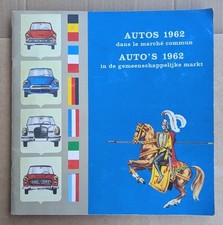 AUTOS 1962
dans le marché commun
AUTO'S 1962
in de gemeenschappelijke markt